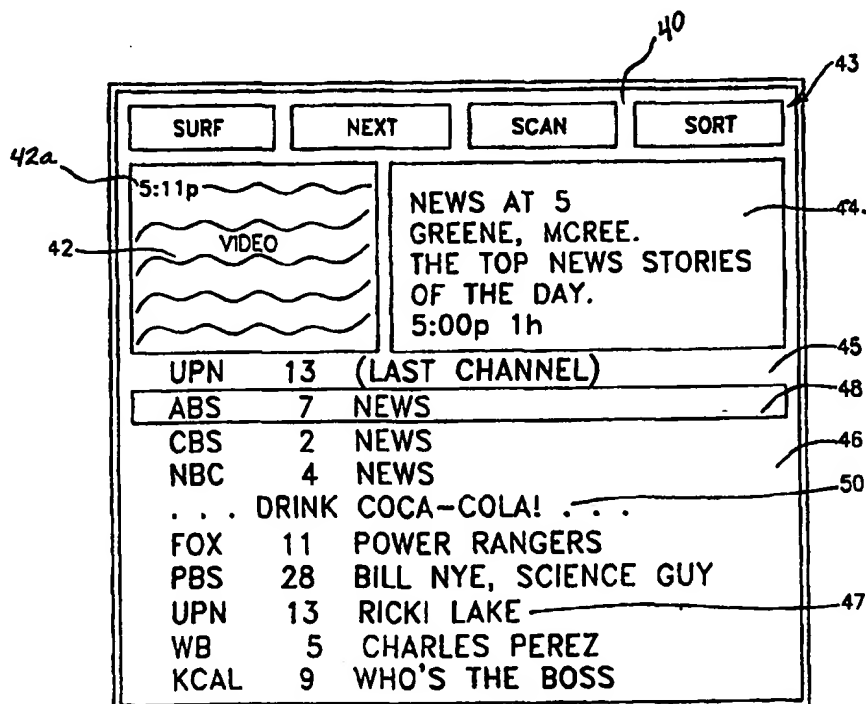 40
43
SURF NEXT SCAN SORT
42a
5:11p
VIDEO
42
NEWS AT 5
GREENE, MCREE.
THE TOP NEWS STORIES
OF THE DAY.
5:00p 1h
44.
UPN 13 (LAST CHANNEL)
45
ABS 7 NEWS
48
CBS 2 NEWS
46
NBC 4 NEWS
. . . DRINK COCA-COLA! . . .
50
FOX 11 POWER RANGERS
PBS 28 BILL NYE, SCIENCE GUY
UPN 13 RICKI LAKE
47
WB 5 CHARLES PEREZ
KCAL 9 WHO'S THE BOSS